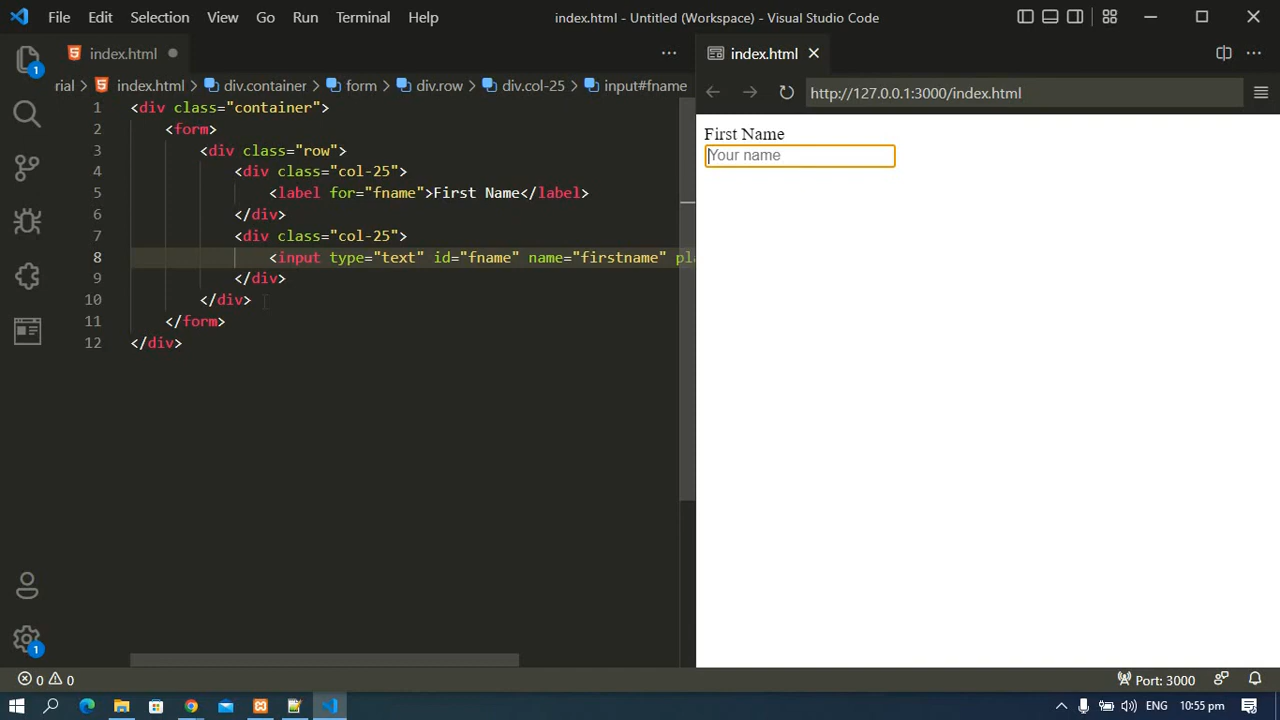 File Edit Selection View Go Run Terminal Help
index.html - Untitled (Workspace) - Visual Studio Code
index.html
index.html
rial > index.html > div.container > form > div.row > div.col-25 > input#fname
http://127.0.0.1:3000/index.html
1 <div class="container">
2 <form>
3 <div class="row">
4 <div class="col-25">
5 <label for="fname">First Name</label>
6 </div>
7 <div class="col-25">
8 <input type="text" id="fname" name="firstname" pla
9 </div>
10 </div>
11 </form>
12 </div>
First Name
Your name
1
1
0 0
Port: 3000
ENG 10:55 pm